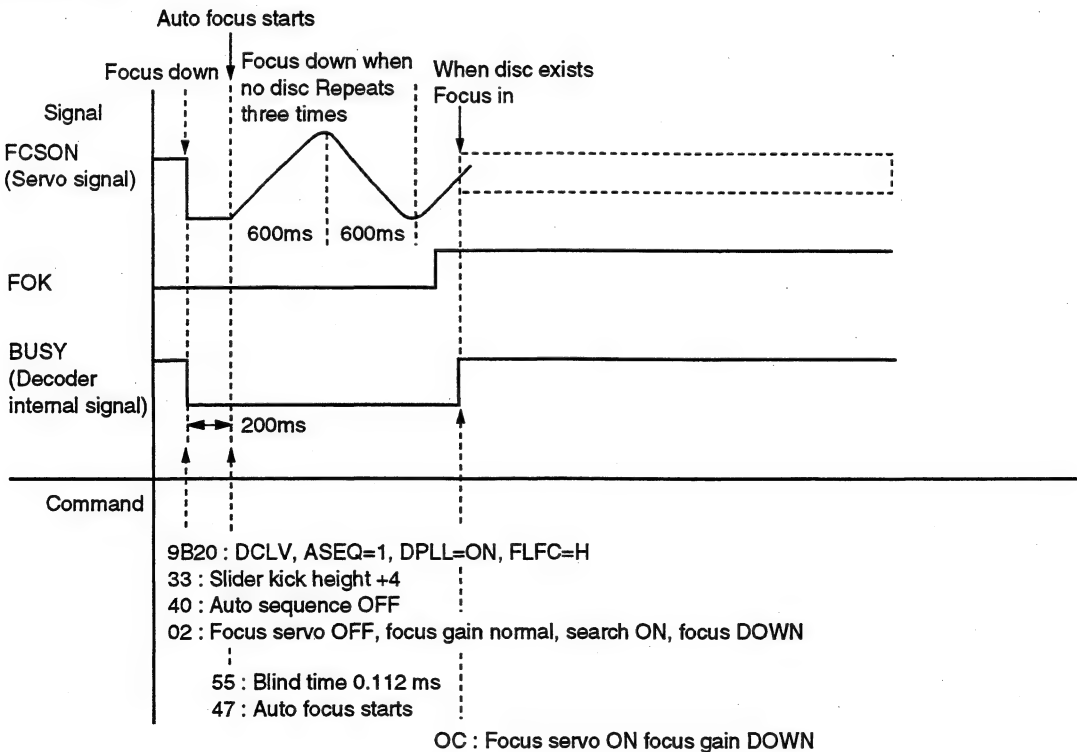 Auto focus starts
Focus down
Focus down when
no disc Repeats
three times
When disc exists
Focus in
Signal
FCSON
(Servo signal)
600ms
600ms
FOK
BUSY
(Decoder
internal signal)
200ms
Command
9B20 : DCLV, ASEQ=1, DPLL=ON, FLFC=H
33 : Slider kick height +4
40 : Auto sequence OFF
02 : Focus servo OFF, focus gain normal, search ON, focus DOWN
55 : Blind time 0.112 ms
47 : Auto focus starts
OC : Focus servo ON focus gain DOWN